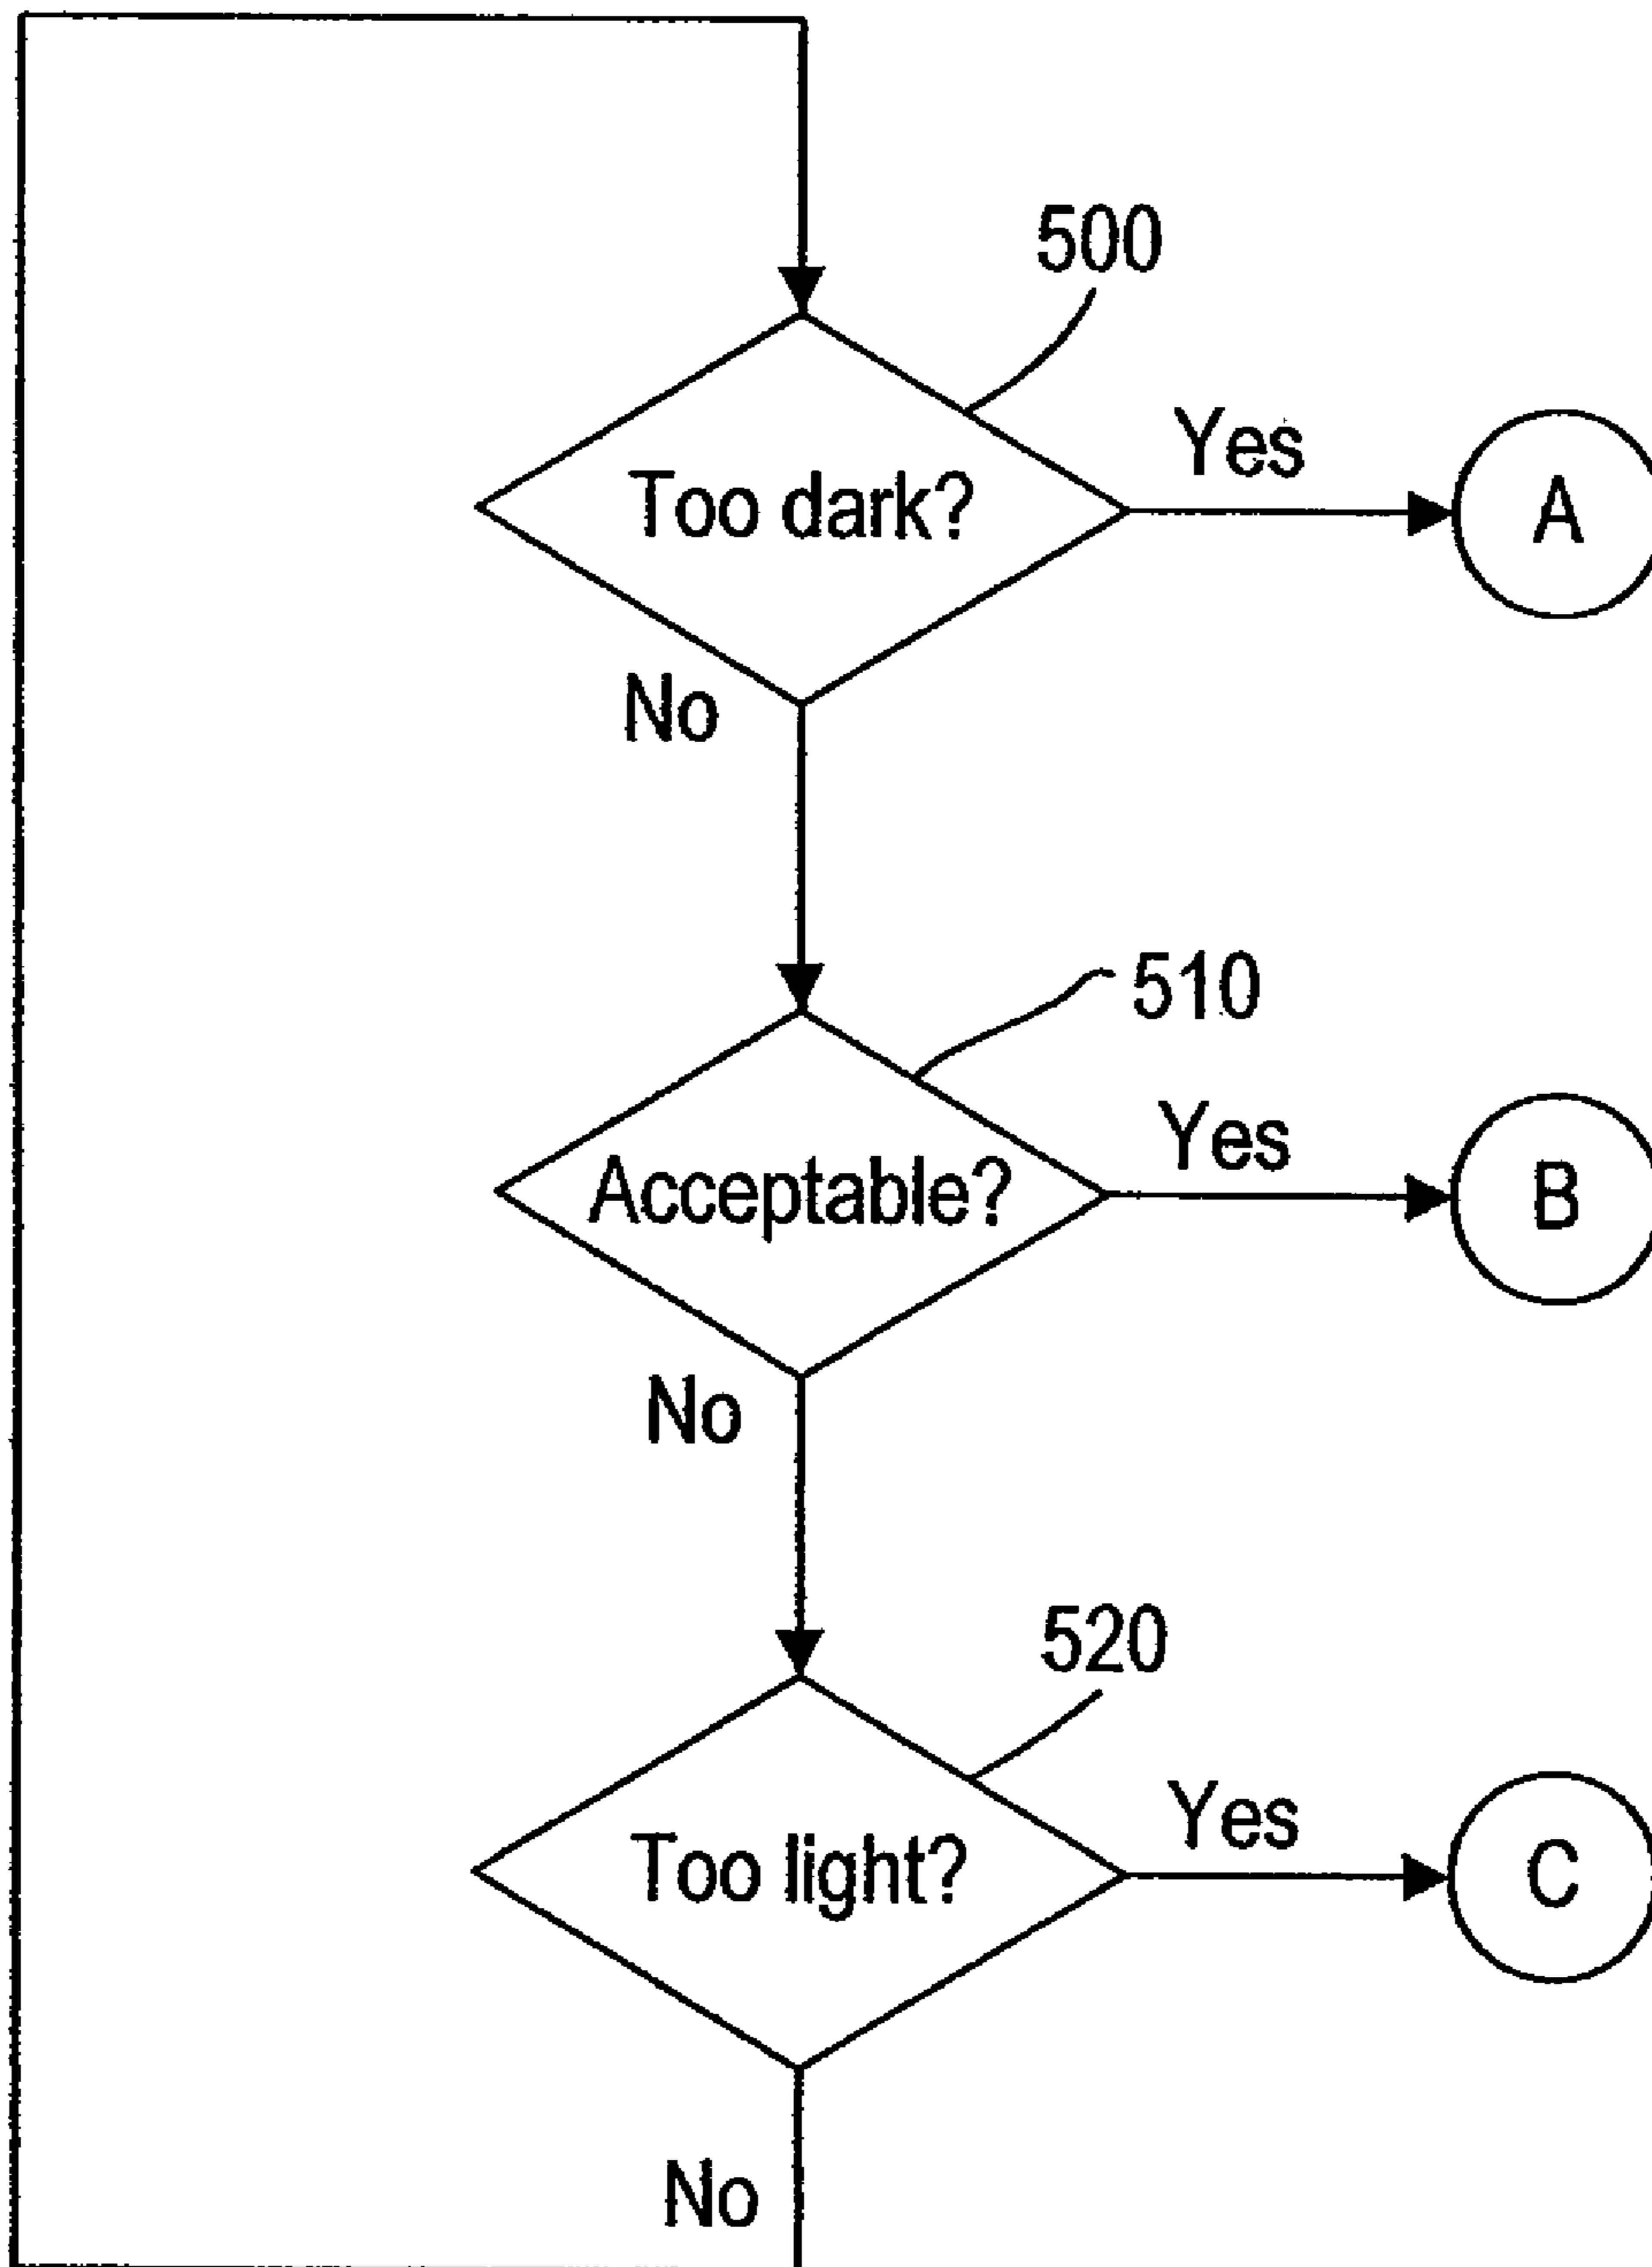 500
Yes
Too dark?
A
No
510
Yes
Acceptable?
B
No
520
Yes
Too light?
C
No